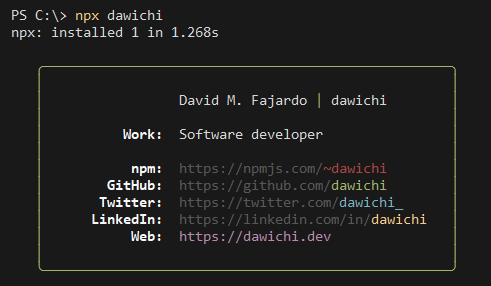 PS C:\> npx dawichi
npx: installed 1 in 1.268s
David M. Fajardo | dawichi
Work: Software developer
npm: https://npmjs.com/~dawichi
GitHub: https://github.com/dawichi
Twitter: https://twitter.com/dawichi_
LinkedIn: https://linkedin.com/in/dawichi
Web: https://dawichi.dev